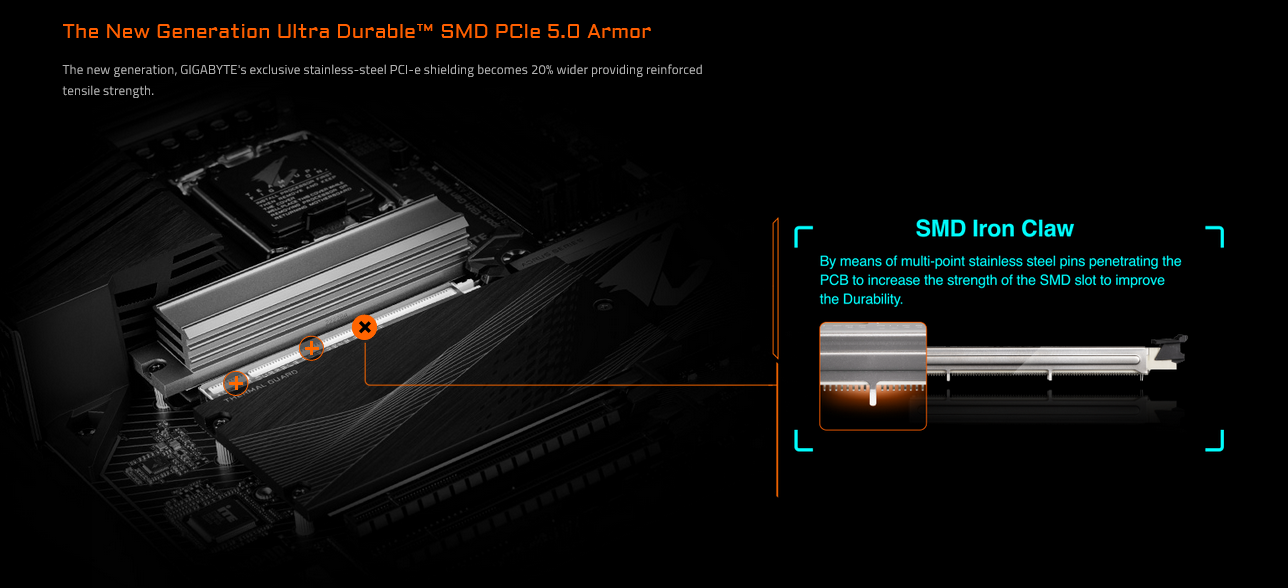 The New Generation Ultra Durable™ SMD PCIe 5.0 Armor
The new generation, GIGABYTE's exclusive stainless-steel PCI-e shielding becomes 20% wider providing reinforced
tensile strength.
SMD Iron Claw
By means of multi-point stainless steel pins penetrating the
PCB to increase the strength of the SMD slot to improve
the Durability.
THERMAL GUARD